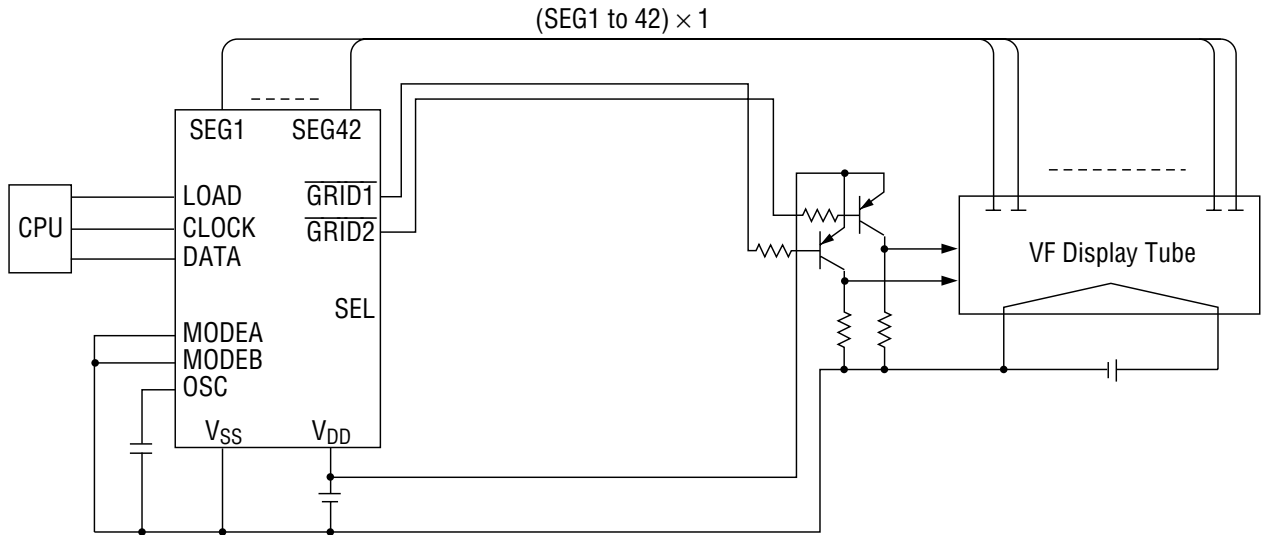 (SEG1 to 42) × 1
SEG1 SEG42
CPU
LOAD
CLOCK
DATA
GRID1
GRID2
SEL
MODEA
MODEB
OSC
VSS
VDD
VF Display Tube